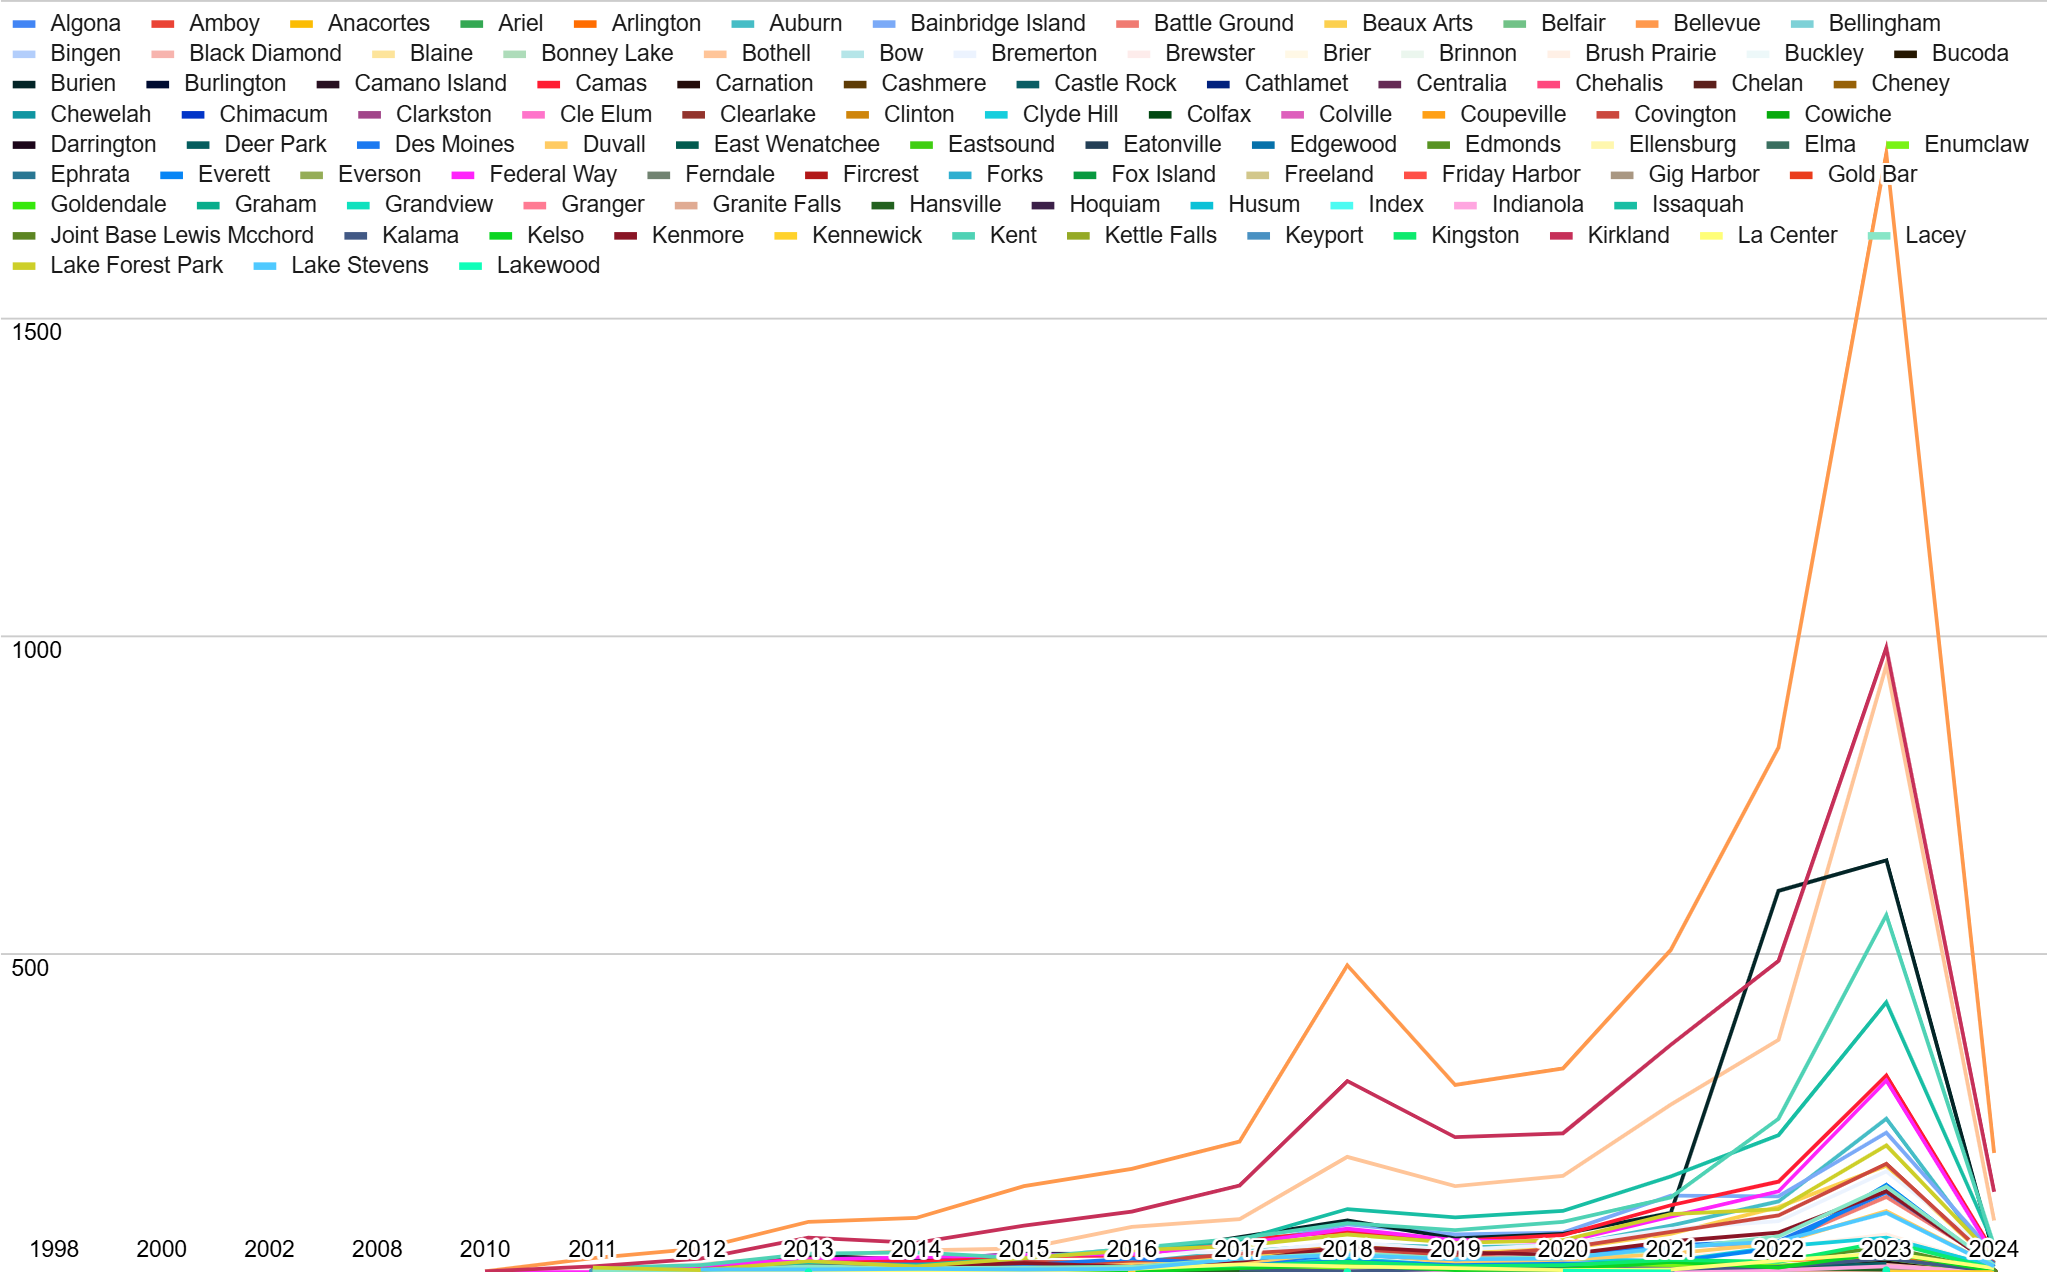 Algona Amboy Anacortes Ariel Arlington Auburn Bainbridge Island Battle Ground Beaux Arts Belfair Bellevue Bellingham
Bingen Black Diamond Blaine Bonney Lake Bothell Bow Bremerton Brewster Brier Brinnon Brush Prairie Buckley Bucoda
Burien Burlington Camano Island Camas Carnation Cashmere Castle Rock Cathlamet Centralia Chehalis Chelan Cheney
Chewelah Chimacum Clarkston Cle Elum Clearlake Clinton Clyde Hill Colfax Colville Coupeville Covington Cowiche
Darrington Deer Park Des Moines Duvall East Wenatchee Eastsound Eatonville Edgewood Edmonds Ellensburg Elma Enumclaw
Ephrata Everett Everson Federal Way Ferndale Fircrest Forks Fox Island Freeland Friday Harbor Gig Harbor Gold Bar
Goldendale Graham Grandview Granger Granite Falls Hansville Hoquiam Husum Index Indianola Issaquah
Joint Base Lewis Mcchord Kalama Kelso Kenmore Kennewick Kent Kettle Falls Keyport Kingston Kirkland La Center Lacey
Lake Forest Park Lake Stevens Lakewood
1500
1000
500
1998 2000 2002 2008 2010 2011 2012 2013 2014 2015 2016 2017 2018 2019 2020 2021 2022 2023 2024